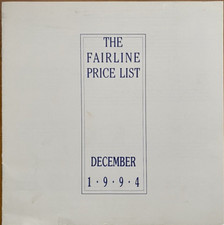 THE
FAIRLINE
PRICE LIST
DECEMBER
1·9·9·4